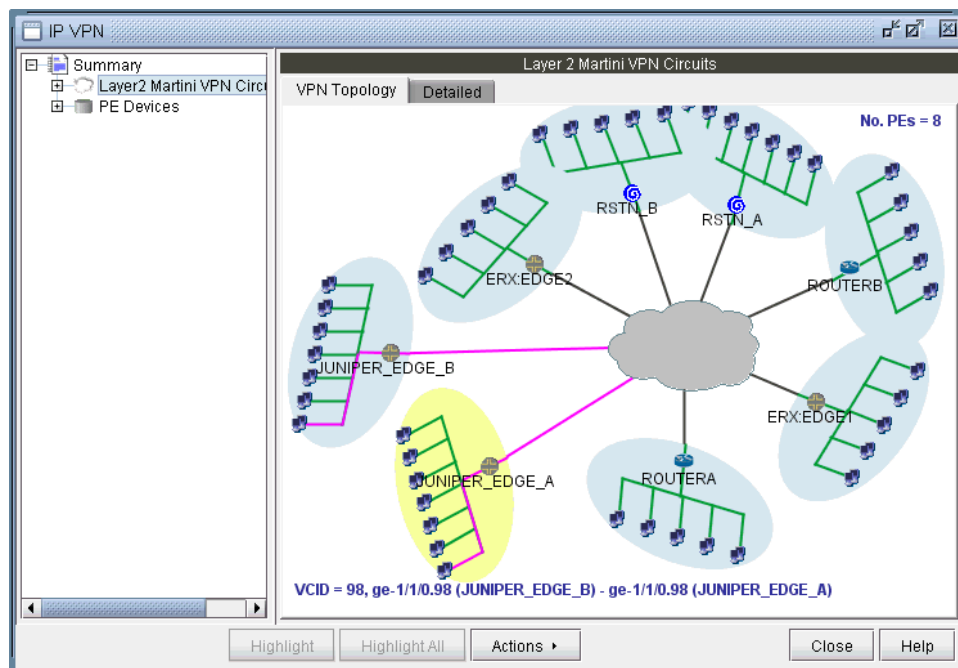 IP VPN
Summary
Layer2 Martini VPN Circu
PE Devices
Layer 2 Martini VPN Circuits
VPN Topology
Detailed
No. PEs = 8
RSTN_B
RSTN_A
ERX:EDGE2
ROUTERB
JUNIPER_EDGE_B
ERX:EDGE1
JUNIPER_EDGE_A
ROUTERA
VCID = 98, ge-1/1/0.98 (JUNIPER_EDGE_B) - ge-1/1/0.98 (JUNIPER_EDGE_A)
Highlight
Highlight All
Actions
Close
Help